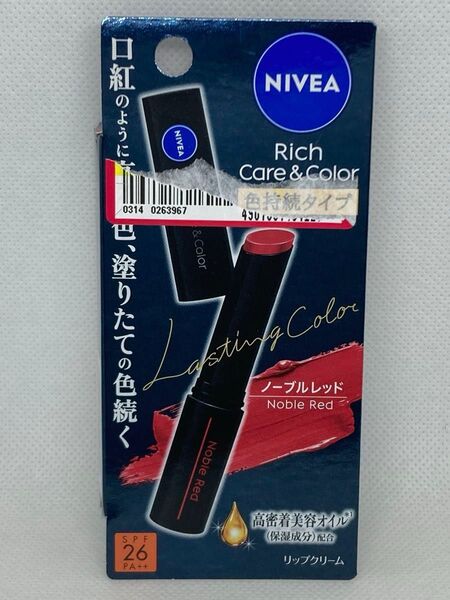 NIVEA
Rich
Care & Color
色持続タイプ
0314 0263967
口紅のように
色、塗りたての色続く
NIVEA
& Color
Lasting Color
ノーブルレッド
Noble Red
Noble Red
高密着美容オイル*1
(保湿成分)配合
SPF
26
PA++
リップクリーム